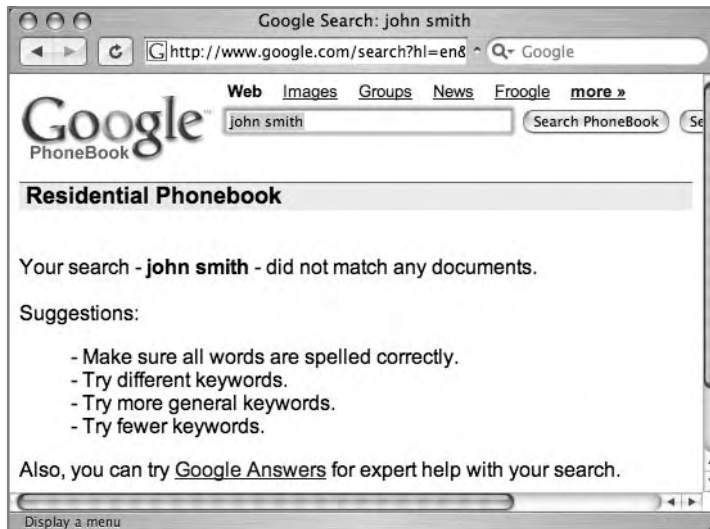 Google Search: john smith
G http://www.google.com/search?hl=en&
Q Google
Web Images Groups News Froogle more »
Google™
PhoneBook
john smith
Search PhoneBook
Se
Residential Phonebook
Your search - john smith - did not match any documents.
Suggestions:
- Make sure all words are spelled correctly.
- Try different keywords.
- Try more general keywords.
- Try fewer keywords.
Also, you can try Google Answers for expert help with your search.
Display a menu